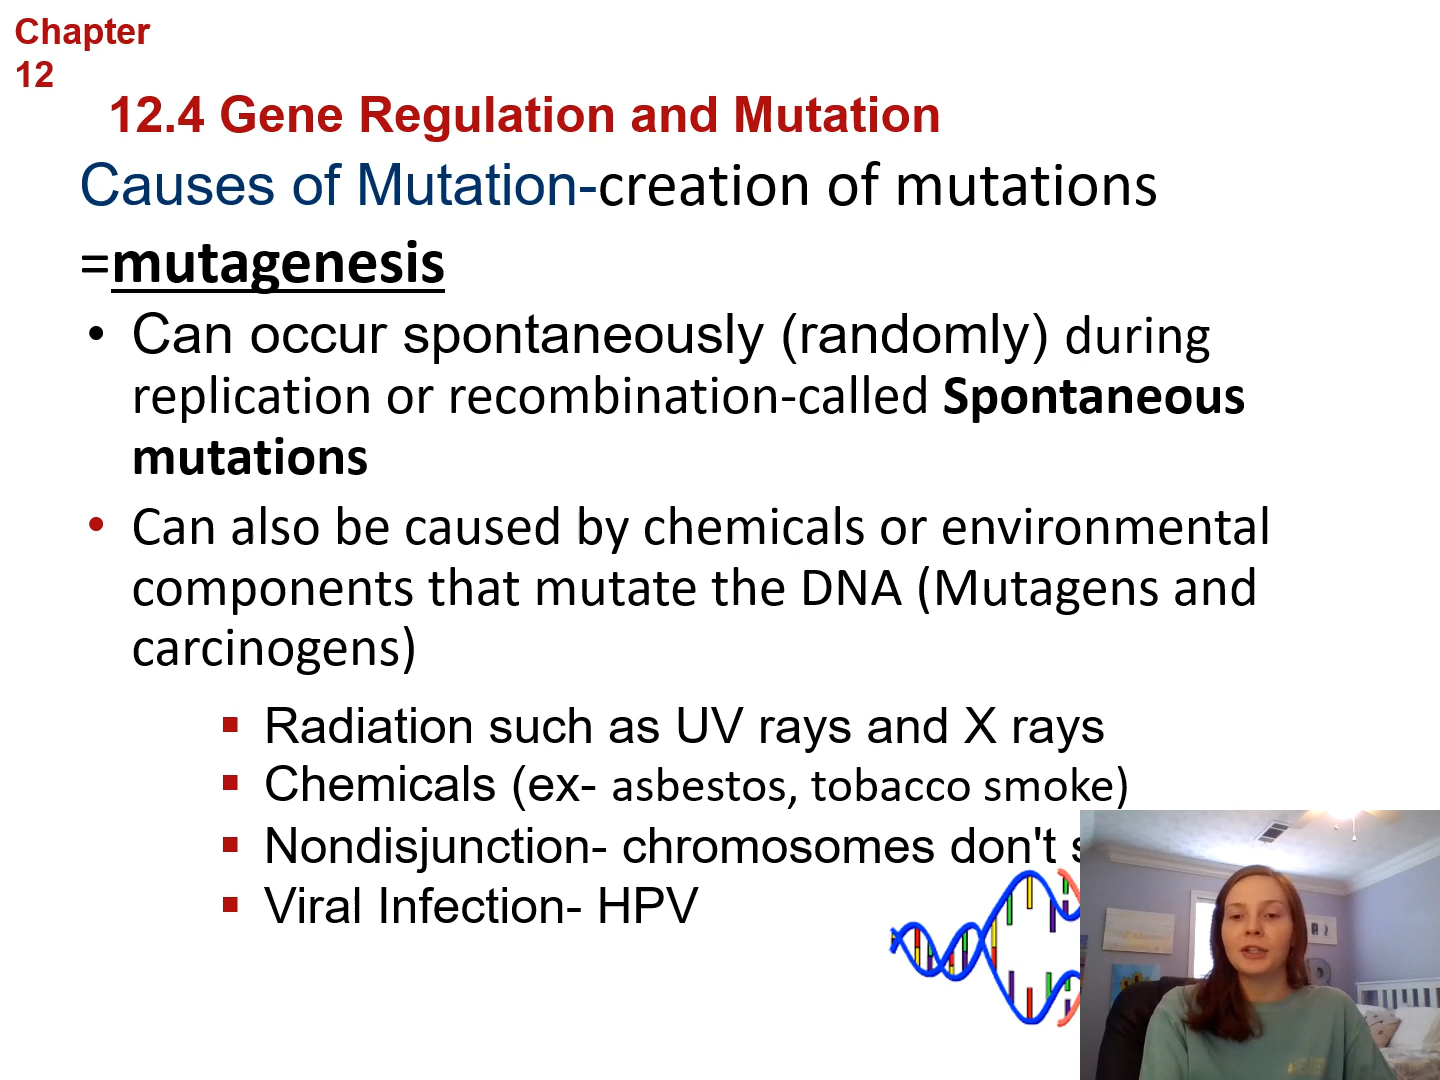 Chapter
12
12.4 Gene Regulation and Mutation
Causes of Mutation-creation of mutations
=mutagenesis
• Can occur spontaneously (randomly) during
replication or recombination-called Spontaneous
mutations
• Can also be caused by chemicals or environmental
components that mutate the DNA (Mutagens and
carcinogens)
▪ Radiation such as UV rays and X rays
▪ Chemicals (ex- asbestos, tobacco smoke)
▪ Nondisjunction- chromosomes don't
▪ Viral Infection- HPV